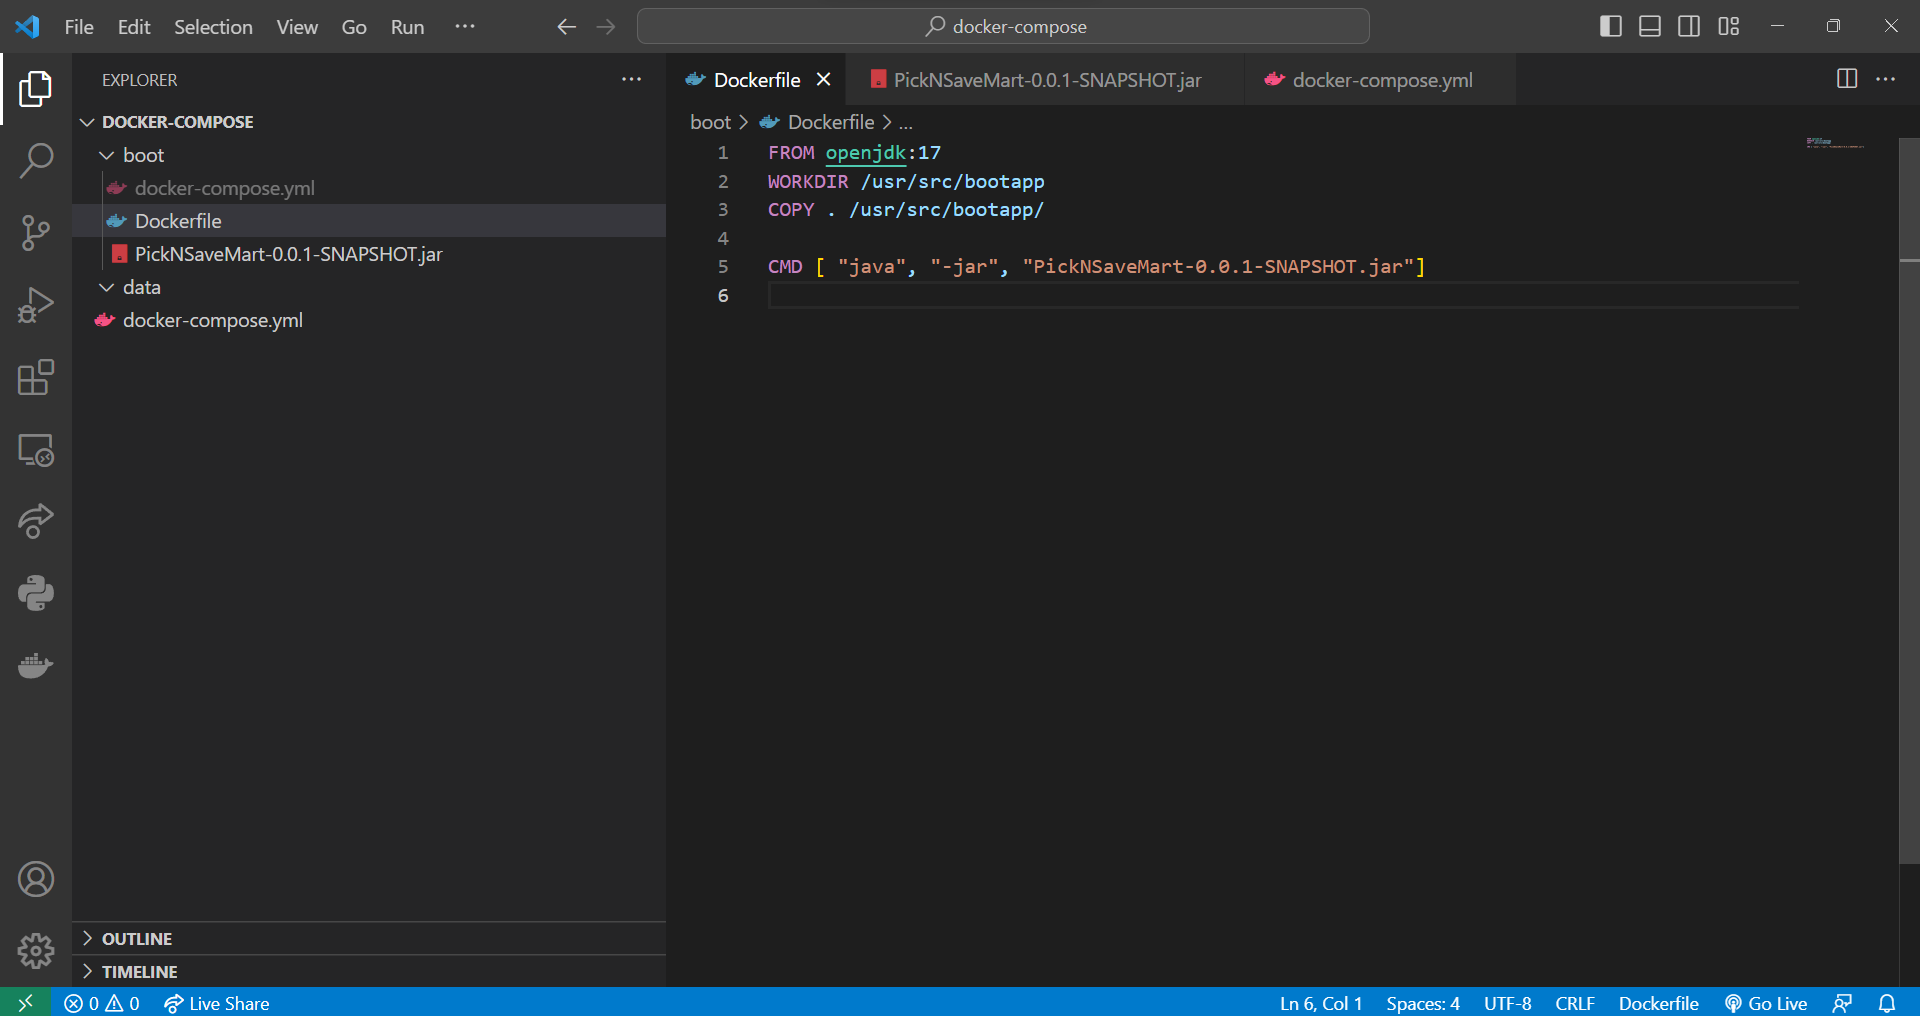 File Edit Selection View Go Run ··· docker-compose
EXPLORER ···
DOCKER-COMPOSE
boot
docker-compose.yml
Dockerfile
PickNSaveMart-0.0.1-SNAPSHOT.jar
data
docker-compose.yml
OUTLINE
TIMELINE
Dockerfile PickNSaveMart-0.0.1-SNAPSHOT.jar docker-compose.yml ···
boot > Dockerfile > ...
1 FROM openjdk:17
2 WORKDIR /usr/src/bootapp
3 COPY . /usr/src/bootapp/
4
5 CMD [ "java", "-jar", "PickNSaveMart-0.0.1-SNAPSHOT.jar"]
6
0 0 Live Share Ln 6, Col 1 Spaces: 4 UTF-8 CRLF Dockerfile Go Live